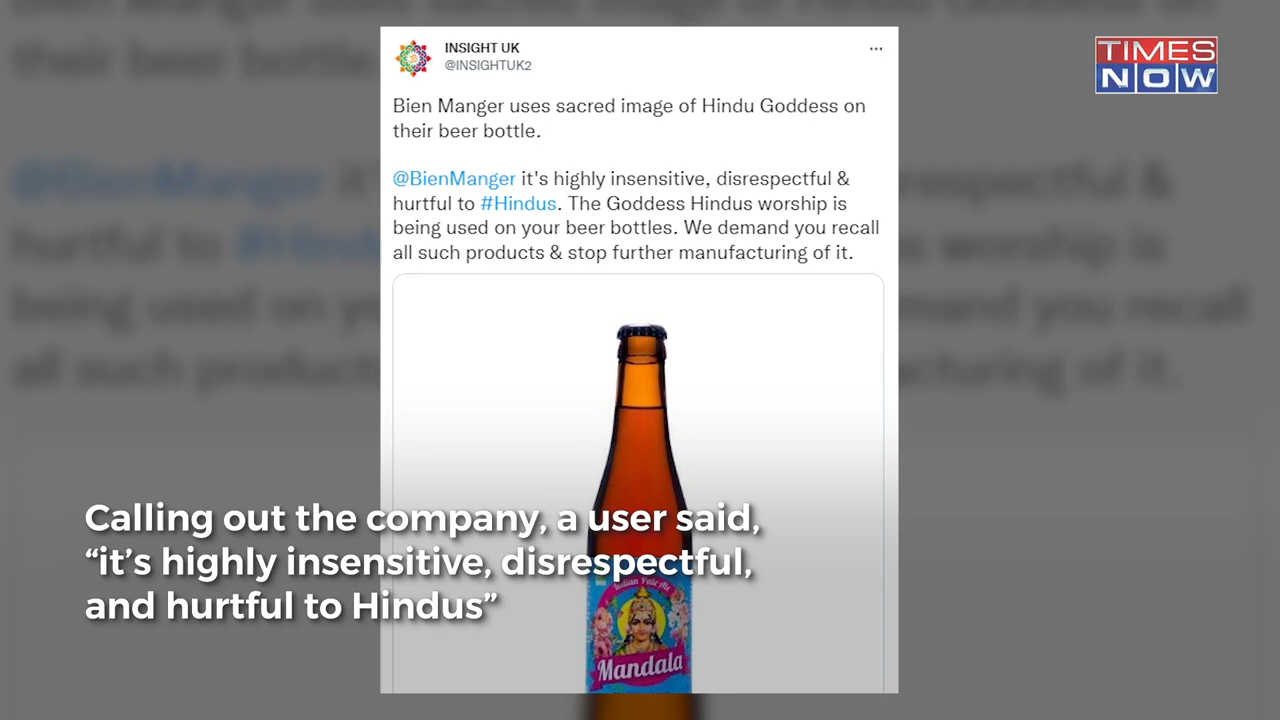 INSIGHT UK
@INSIGHTUK2
Bien Manger uses sacred image of Hindu Goddess on
their beer bottle.
@BienManger it's highly insensitive, disrespectful &
hurtful to #Hindus. The Goddess Hindus worship is
being used on your beer bottles. We demand you recall
all such products & stop further manufacturing of it.
TIMES
NOW
Indian Pale Ale
Mandala
Calling out the company, a user said,
“it’s highly insensitive, disrespectful,
and hurtful to Hindus”